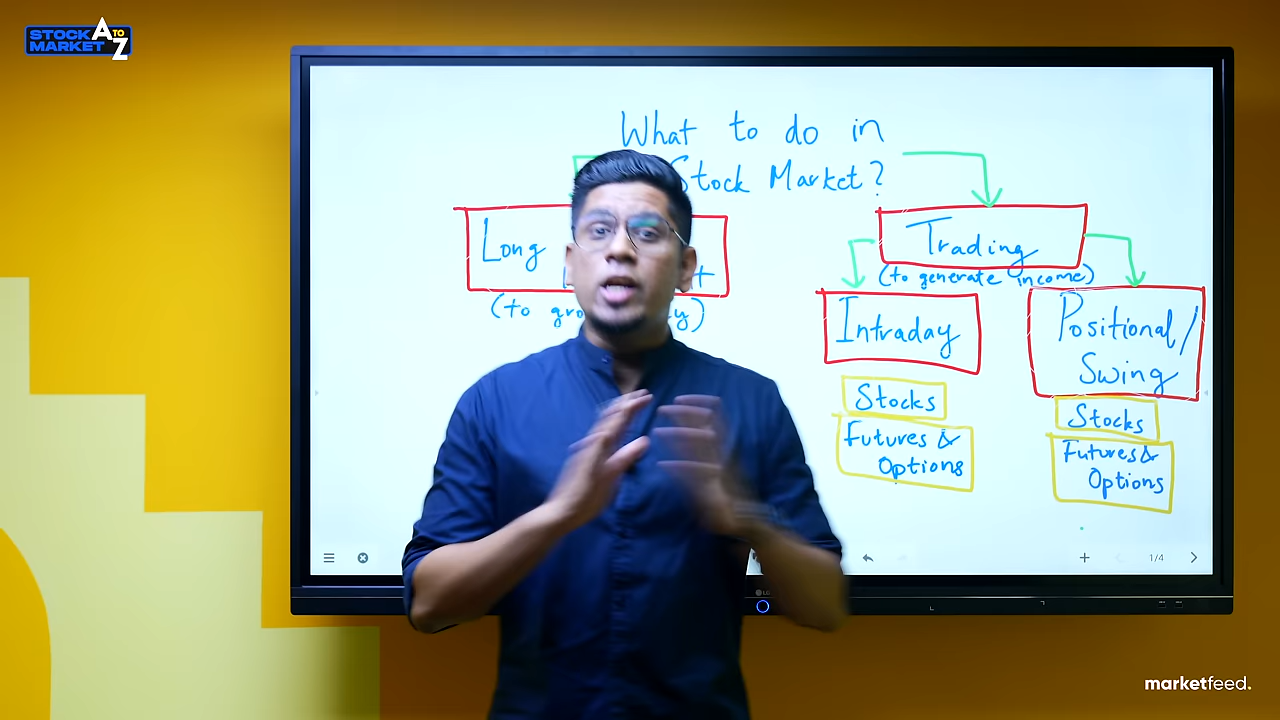 STOCK A TO Z
MARKET
What to do in
Stock Market?
Long
(to
Trading
(to generate income)
Intraday
Positional/
Swing
Stocks
Futures &
Options
Stocks
Futures &
Options
1/4
LG
marketfeed.